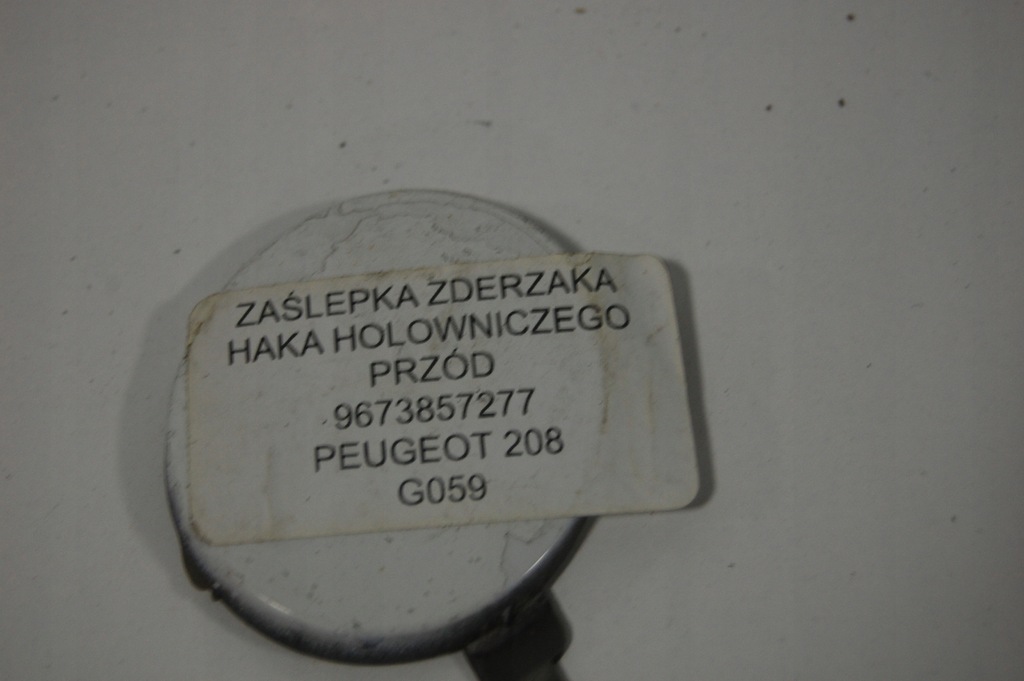 ZAŚLEPKA ZDERZAKA
HAKA HOLOWNICZEGO
PRZÓD
9673857277
PEUGEOT 208
G059